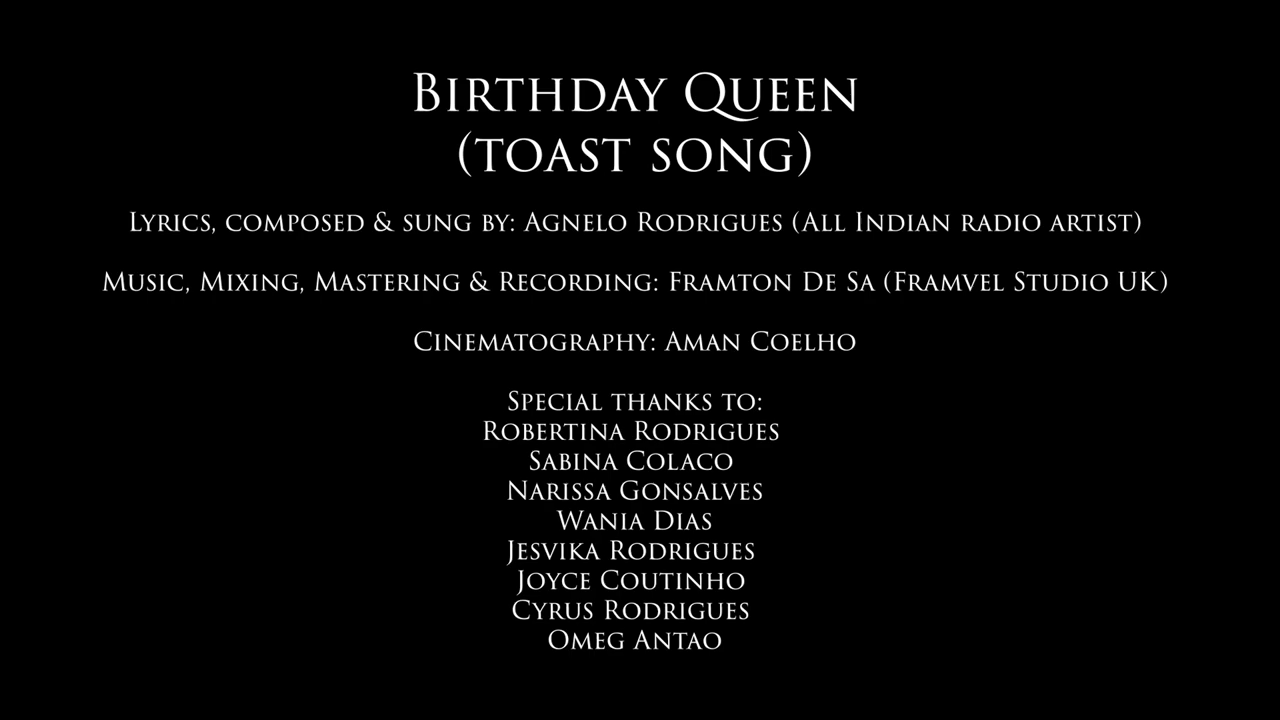 Birthday Queen
(toast song)
Lyrics, composed & sung by: Agnelo Rodrigues (All Indian radio artist)
Music, Mixing, Mastering & Recording: Framton De Sa (Framvel Studio UK)
Cinematography: Aman Coelho
Special thanks to:
Robertina Rodrigues
Sabina Colaco
Narissa Gonsalves
Wania Dias
Jesvika Rodrigues
Joyce Coutinho
Cyrus Rodrigues
Omeg Antao